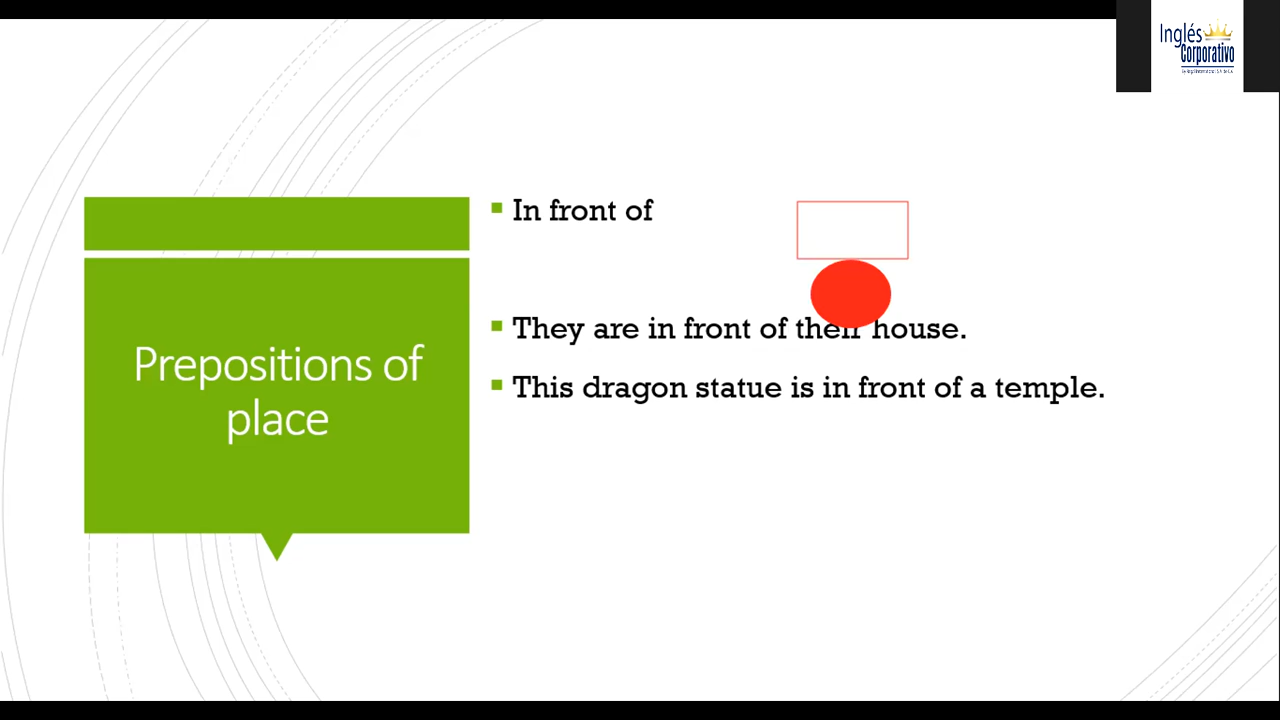 Inglés
Corporativo
In front of
They are in front of their house.
This dragon statue is in front of a temple.
Prepositions of
place